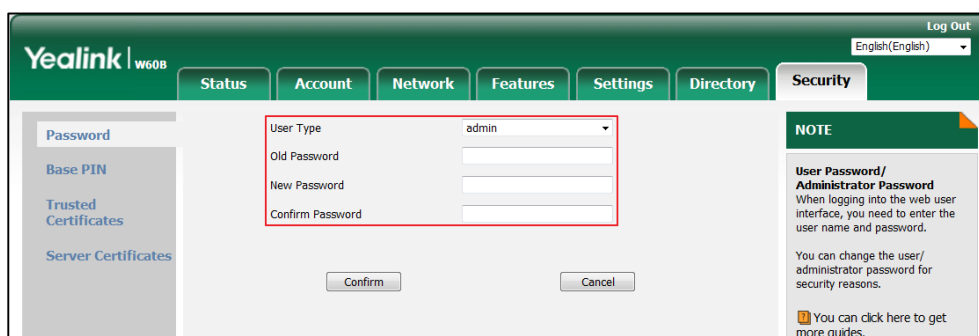 Log Out
English(English)
Yealink W60B
Status Account Network Features Settings Directory Security
Password
Base PIN
Trusted
Certificates
Server Certificates
User Type admin
Old Password
New Password
Confirm Password
Confirm Cancel
NOTE
User Password/
Administrator Password
When logging into the web user
interface, you need to enter the
user name and password.
You can change the user/
administrator password for
security reasons.
You can click here to get
more guides.